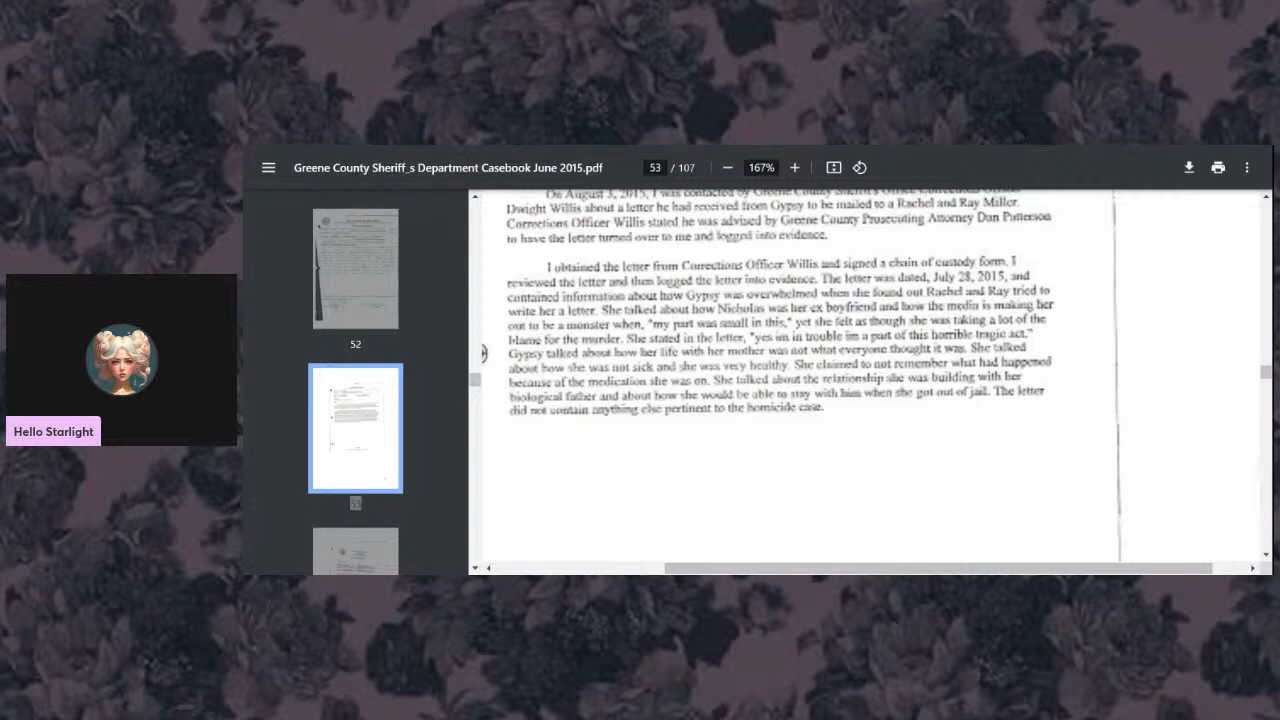 Greene County Sheriff_s Department Casebook June 2015.pdf
53 / 107
167%
52
53
Hello Starlight
On August 3, 2015, I was contacted by Greene County Sheriff's Office Corrections
Dwight Willis about a letter he had received from Gypsy to be mailed to a Rachel and Ray Miller.
Corrections Officer Willis stated he was advised by Greene County Prosecuting Attorney Dan Patterson
to have the letter turned over to me and logged into evidence.
I obtained the letter from Corrections Officer Willis and signed a chain of custody form. I
reviewed the letter and then logged the letter into evidence. The letter was dated, July 28, 2015, and
contained information about how Gypsy was overwhelmed when she found out Rachel and Ray tried to
write her a letter. She talked about how Nicholas was her ex boyfriend and how the media is making her
out to be a monster when, "my part was small in this," yet she felt as though she was taking a lot of the
blame for the murder. She stated in the letter, "yes im in trouble im a part of this horrible tragic act."
Gypsy talked about how her life with her mother was not what everyone thought it was. She talked
about how she was not sick and she was very healthy. She claimed to not remember what had happened
because of the medication she was on. She talked about the relationship she was building with her
biological father and about how she would be able to stay with him when she got out of jail. The letter
did not contain anything else pertinent to the homicide case.